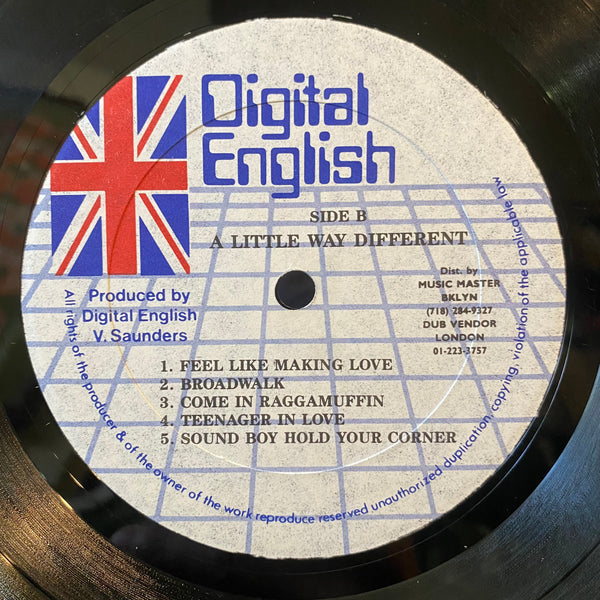 Digital
English
SIDE B
A LITTLE WAY DIFFERENT
Dist. by
MUSIC MASTER
BKLYN
(718) 284-9327
DUB VENDOR
LONDON
01-223-3757
Produced by
Digital English
V. Saunders
1. FEEL LIKE MAKING LOVE
2. BROADWALK
3. COME IN RAGGAMUFFIN
4. TEENAGER IN LOVE
5. SOUND BOY HOLD YOUR CORNER
All rights of the producer & of the owner of the work reproduce reserved unauthorized duplication, copying, violation of the applicable law